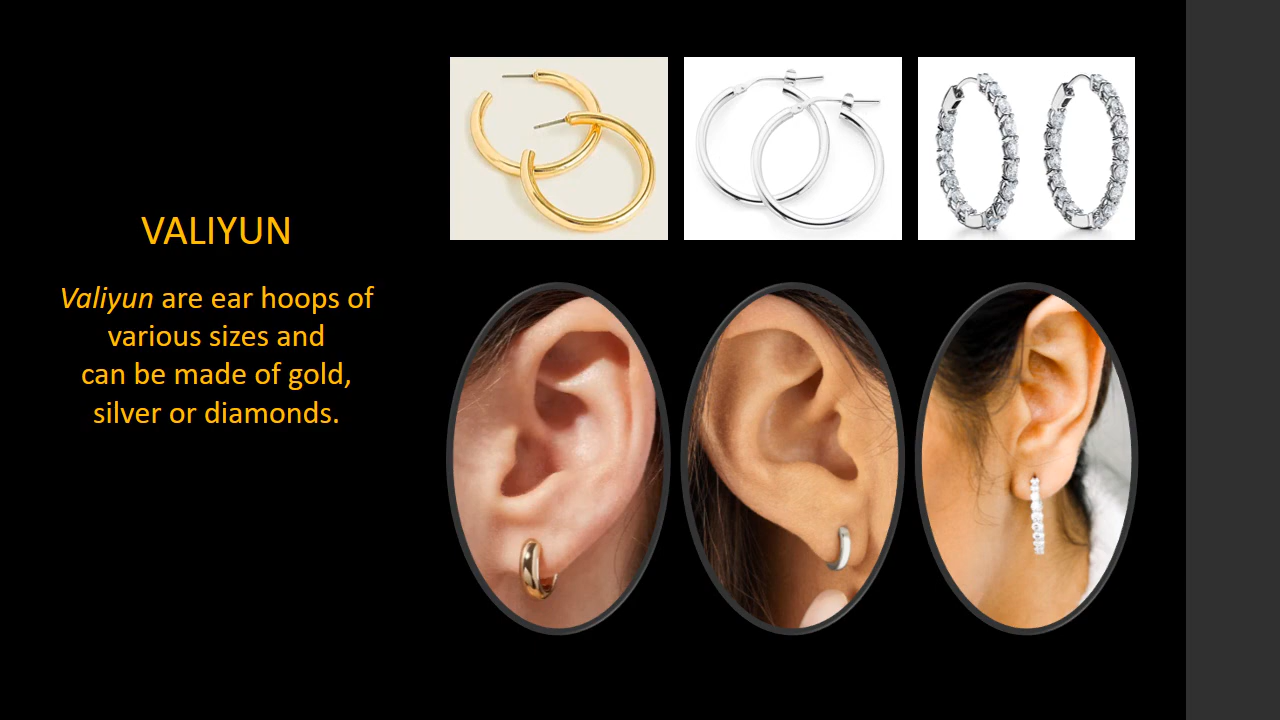 VALIYUN
Valiyun are ear hoops of
various sizes and
can be made of gold,
silver or diamonds.